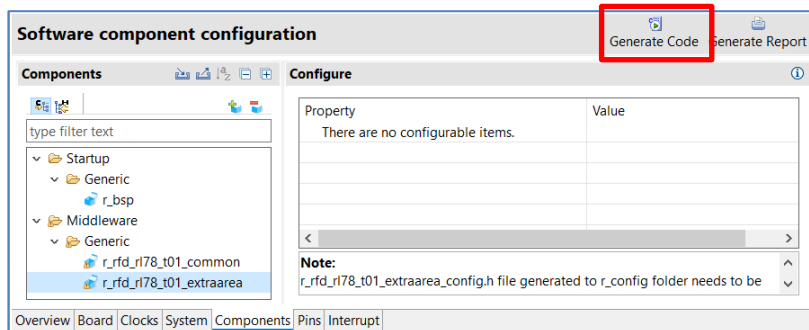 Software component configuration
Generate Code
Generate Report
Components
Configure
type filter text
Startup
Generic
r_bsp
Middleware
Generic
r_rfd_rl78_t01_common
r_rfd_rl78_t01_extraarea
Property Value
There are no configurable items.
Note:
r_rfd_rl78_t01_extraarea_config.h file generated to r_config folder needs to be
Overview Board Clocks System Components Pins Interrupt